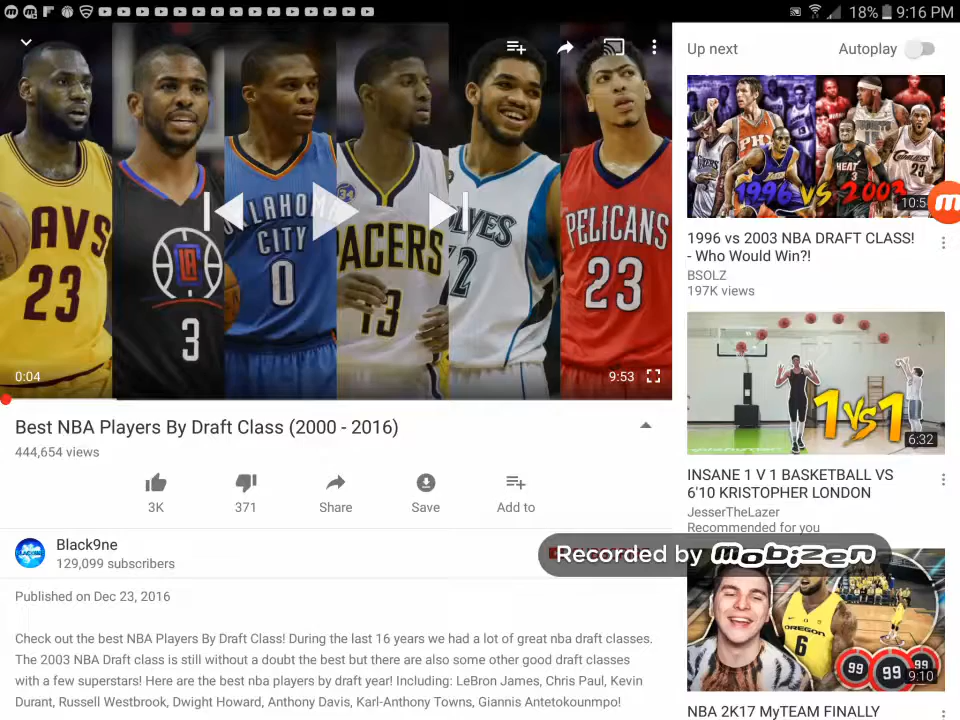 18% 9:16 PM
CAVS
23
3
OKLAHOMA
CITY
0
PACERS
13
WOLVES
32
PELICANS
23
0:04
9:53
Best NBA Players By Draft Class (2000 - 2016)
444,654 views
3K
371
Share
Save
Add to
Black9ne
129,099 subscribers
Published on Dec 23, 2016
Check out the best NBA Players By Draft Class! During the last 16 years we had a lot of great nba draft classes.
The 2003 NBA Draft class is still without a doubt the best but there are also some other good draft classes
with a few superstars! Here are the best nba players by draft year! Including: LeBron James, Chris Paul, Kevin
Durant, Russell Westbrook, Dwight Howard, Anthony Davis, Karl-Anthony Towns, Giannis Antetokounmpo!
Up next
Autoplay
1996 VS 2003
10:5
1996 vs 2003 NBA DRAFT CLASS!
- Who Would Win?!
BSOLZ
197K views
1 VS 1
6:32
INSANE 1 V 1 BASKETBALL VS
6'10 KRISTOPHER LONDON
JesserTheLazer
Recommended for you
Recorded by mobizen
OREGON
6
99
99
99
9:10
NBA 2K17 MyTEAM FINALLY